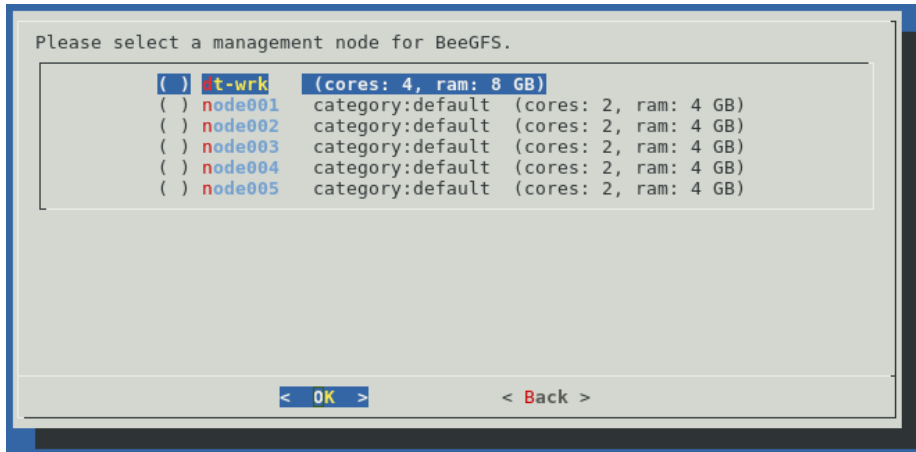 Please select a management node for BeeGFS.
( ) dt-wrk (cores: 4, ram: 8 GB)
( ) node001 category:default (cores: 2, ram: 4 GB)
( ) node002 category:default (cores: 2, ram: 4 GB)
( ) node003 category:default (cores: 2, ram: 4 GB)
( ) node004 category:default (cores: 2, ram: 4 GB)
( ) node005 category:default (cores: 2, ram: 4 GB)
< OK > < Back >